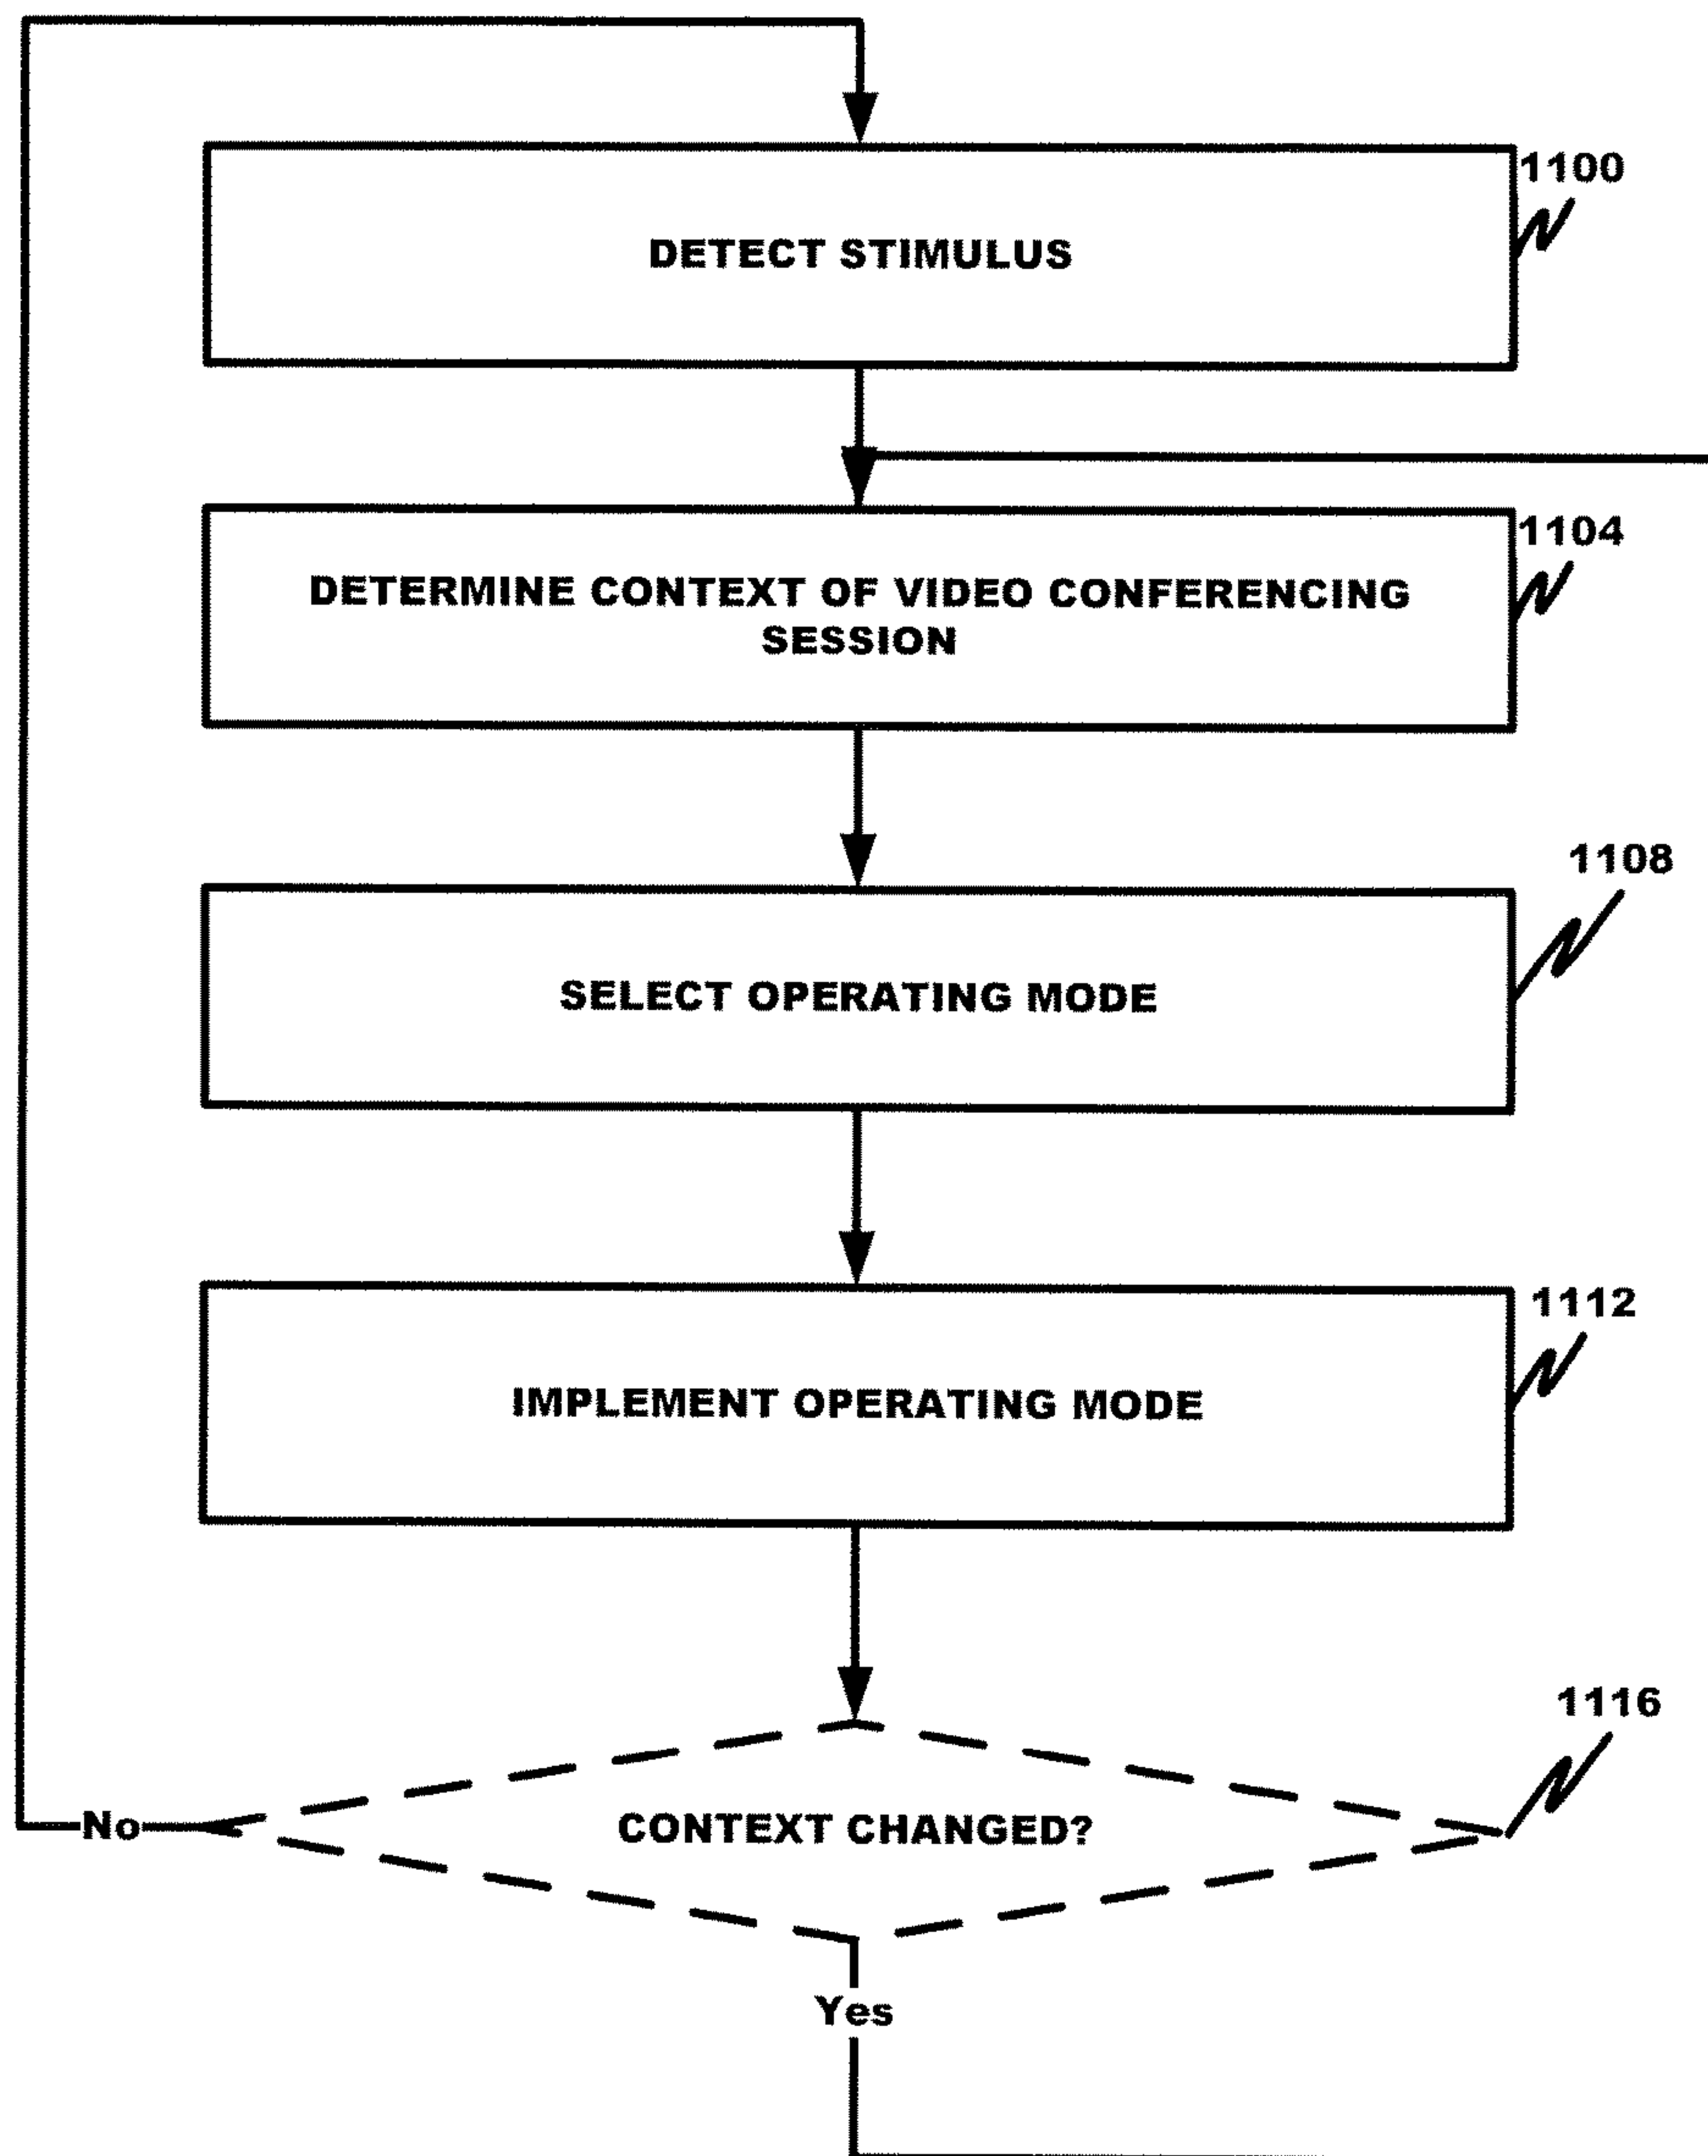 1100
DETECT STIMULUS
1104
DETERMINE CONTEXT OF VIDEO CONFERENCING
SESSION
1108
SELECT OPERATING MODE
1112
IMPLEMENT OPERATING MODE
1116
CONTEXT CHANGED?
No
Yes